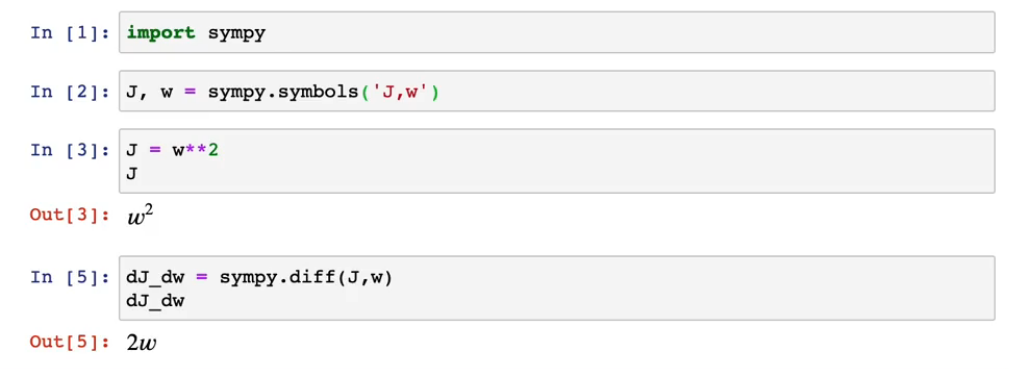 In [1]: import sympy
In [2]: J, w = sympy.symbols('J,w')
In [3]: J = w**2
J
Out[3]: w²
In [5]: dJ_dw = sympy.diff(J,w)
dJ_dw
Out[5]: 2w